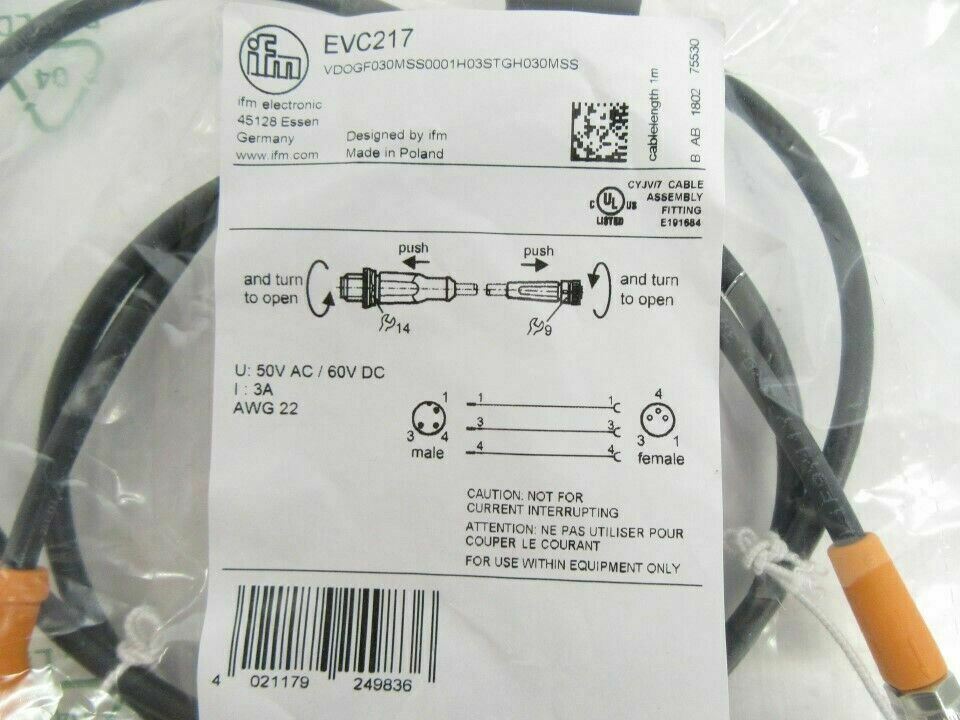 ifm
EVC217
VDOGF030MSS0001H03STGH030MSS
ifm electronic
45128 Essen
Germany
www.ifm.com
Designed by ifm
Made in Poland
cablelength 1m
B AB 1802 75530
CYJV/7 CABLE
ASSEMBLY
FITTING
E191684
C UL US
LISTED
push
push
and turn
to open
and turn
to open
14
9
U: 50V AC / 60V DC
I : 3A
AWG 22
1
3 4
male
1 1
3 3
4 4
4
3 1
female
CAUTION: NOT FOR
CURRENT INTERRUPTING
ATTENTION: NE PAS UTILISER POUR
COUPER LE COURANT
FOR USE WITHIN EQUIPMENT ONLY
4 021179 249836
04